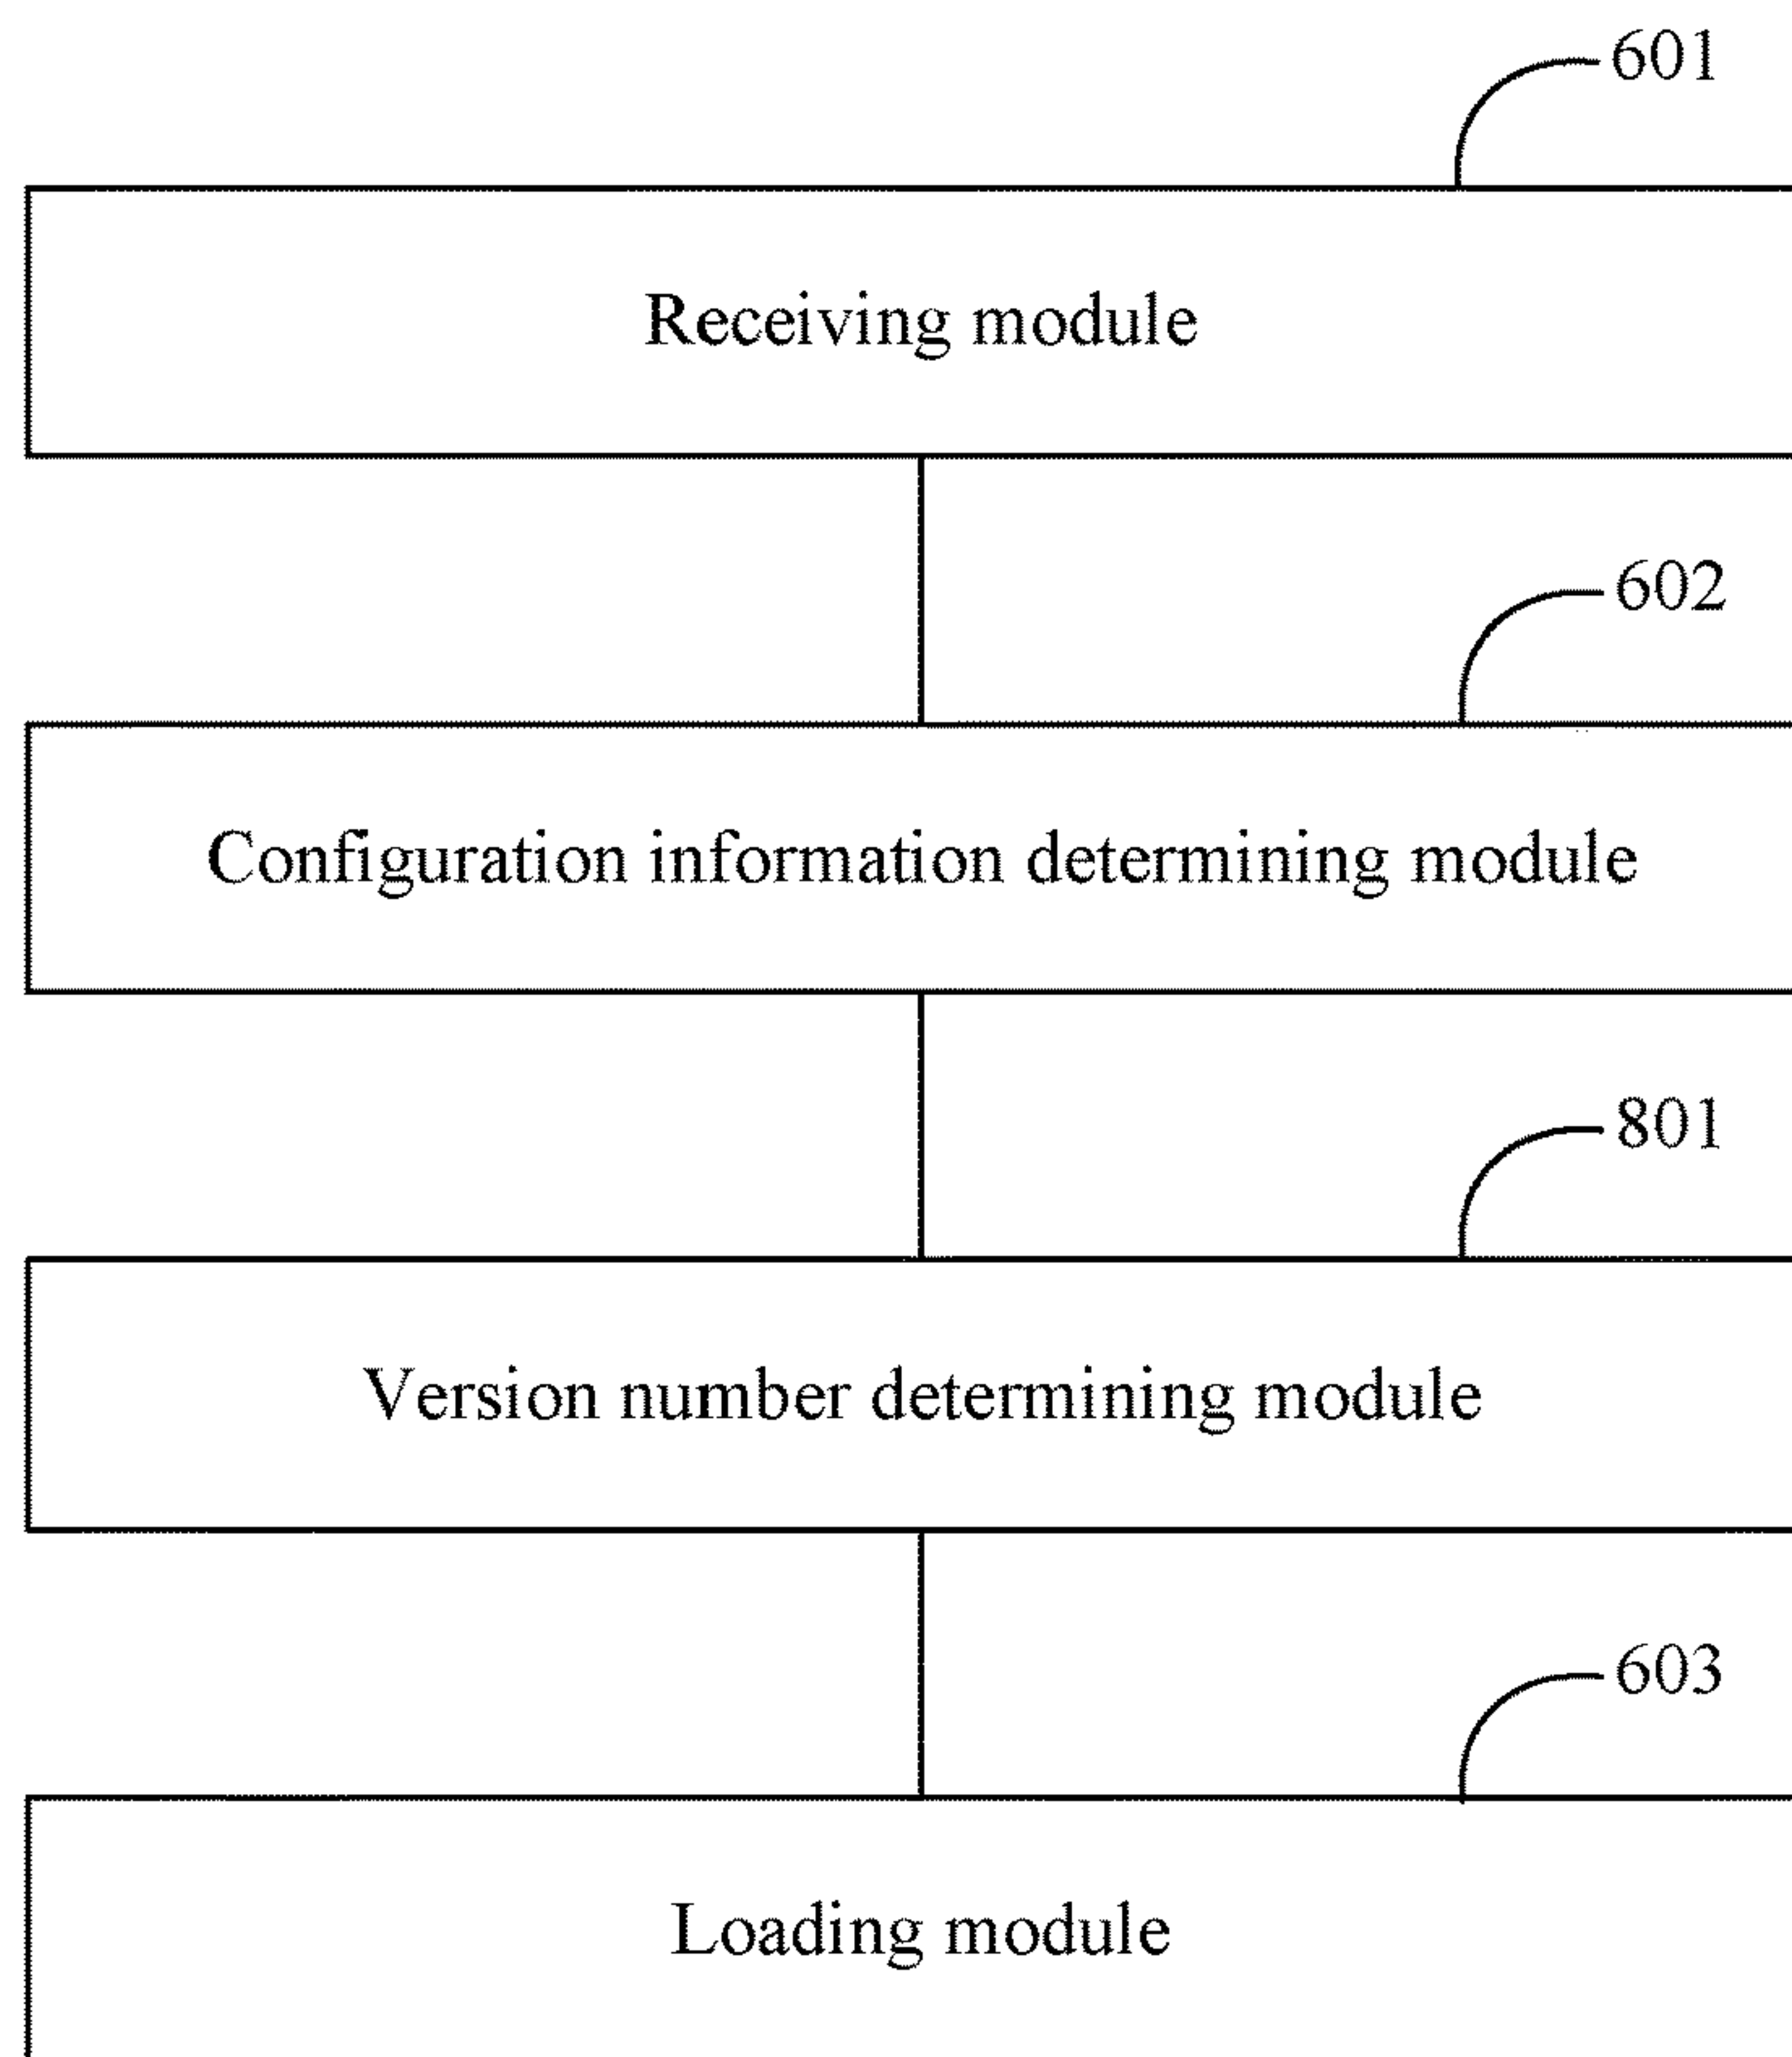 601
Receiving module
602
Configuration information determining module
801
Version number determining module
603
Loading module